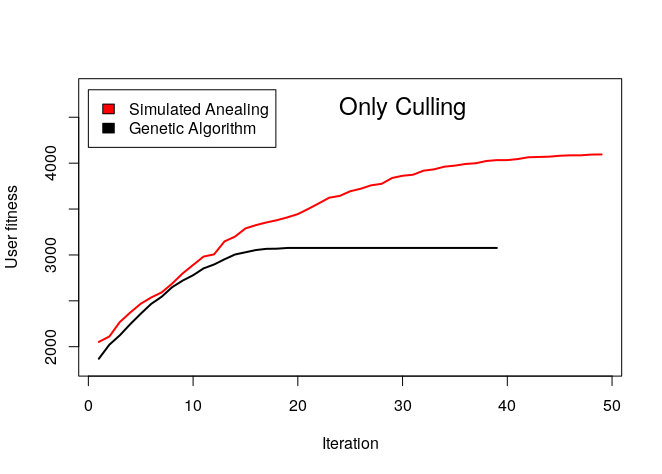 Only Culling
Simulated Anealing
Genetic Algorithm
User fitness
4000
3000
2000
0 10 20 30 40 50
Iteration